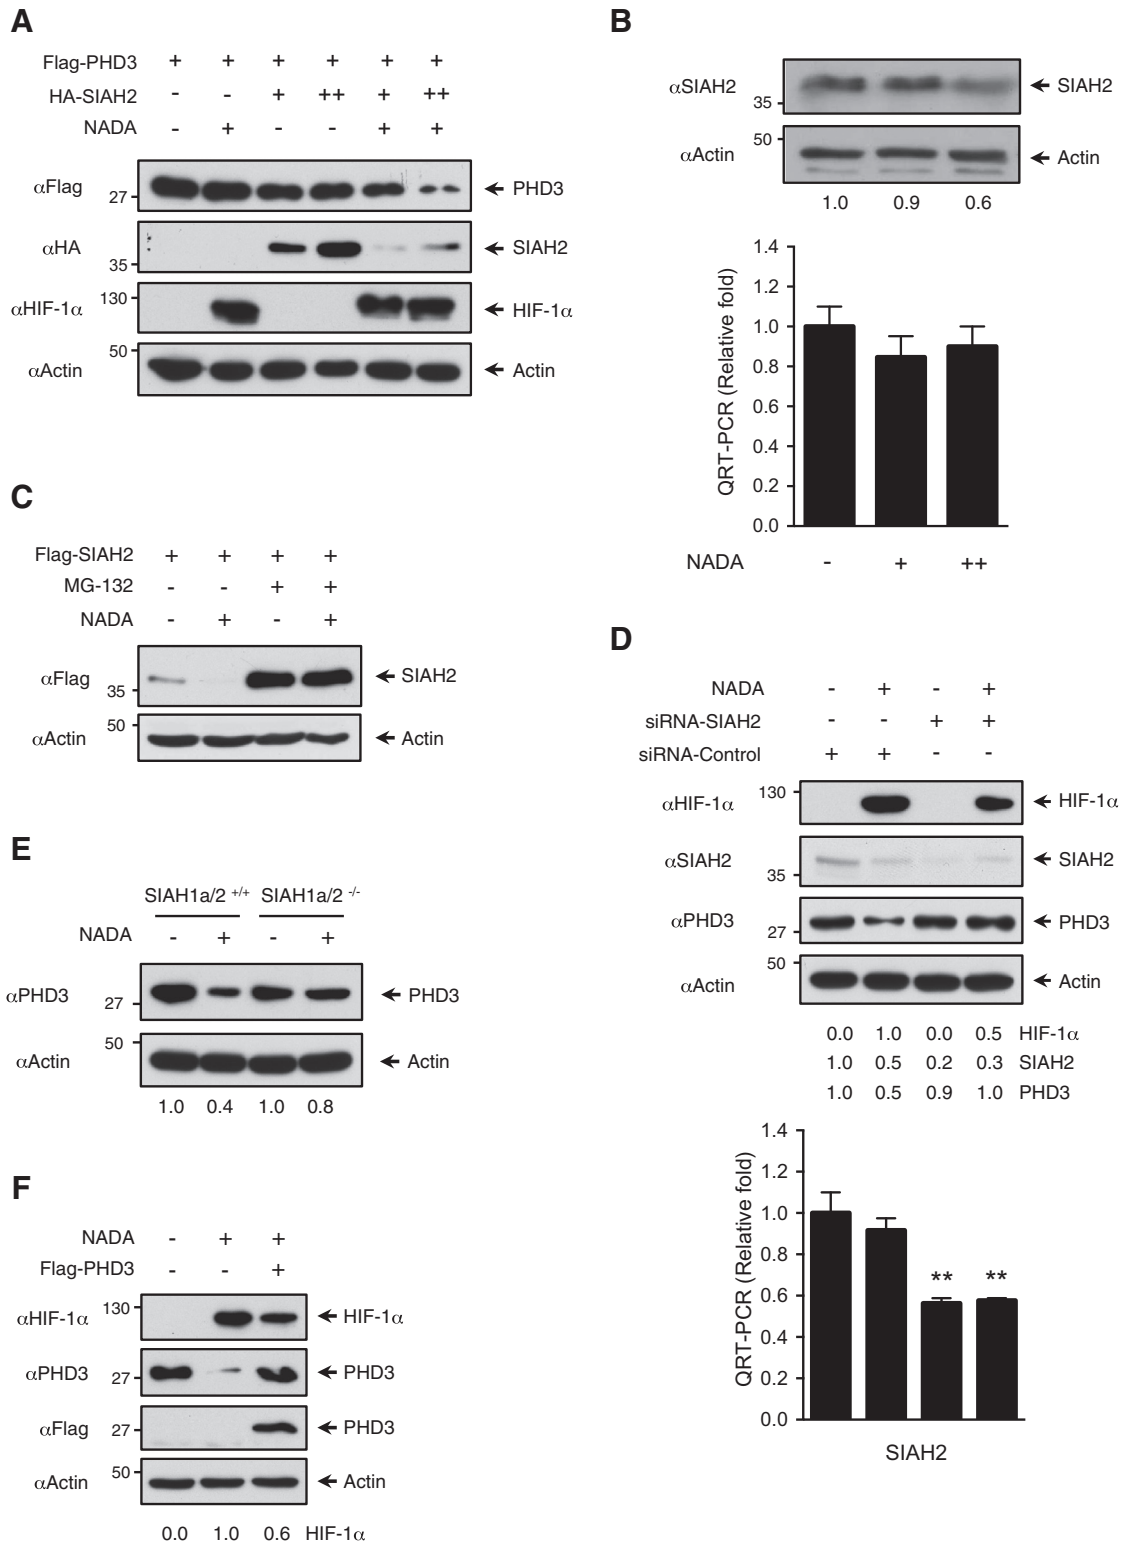 A
Flag-PHD3 + + + + + +
HA-SIAH2 - - + ++ + ++
NADA - + - - + +
αFlag 27 PHD3
αHA 35 SIAH2
αHIF-1α 130 HIF-1α
αActin 50 Actin
B
αSIAH2 35 SIAH2
αActin 50 Actin
1.0 0.9 0.6
QRT-PCR (Relative fold)
1.4
1.2
1.0
0.8
0.6
0.4
0.2
0.0
NADA - + ++
C
Flag-SIAH2 + + + +
MG-132 - - + +
NADA - + - +
αFlag 35 SIAH2
αActin 50 Actin
D
NADA - + - +
siRNA-SIAH2 - - + +
siRNA-Control + + - -
αHIF-1α 130 HIF-1α
αSIAH2 35 SIAH2
αPHD3 27 PHD3
αActin 50 Actin
0.0 1.0 0.0 0.5 HIF-1α
1.0 0.5 0.2 0.3 SIAH2
1.0 0.5 0.9 1.0 PHD3
QRT-PCR (Relative fold)
1.4
1.2
1.0
0.8
0.6
0.4
0.2
0.0
** **
SIAH2
E
SIAH1a/2 +/+ SIAH1a/2 -/-
NADA - + - +
αPHD3 27 PHD3
αActin 50 Actin
1.0 0.4 1.0 0.8
F
NADA - + +
Flag-PHD3 - - +
αHIF-1α 130 HIF-1α
αPHD3 27 PHD3
αFlag 27 PHD3
αActin 50 Actin
0.0 1.0 0.6 HIF-1α